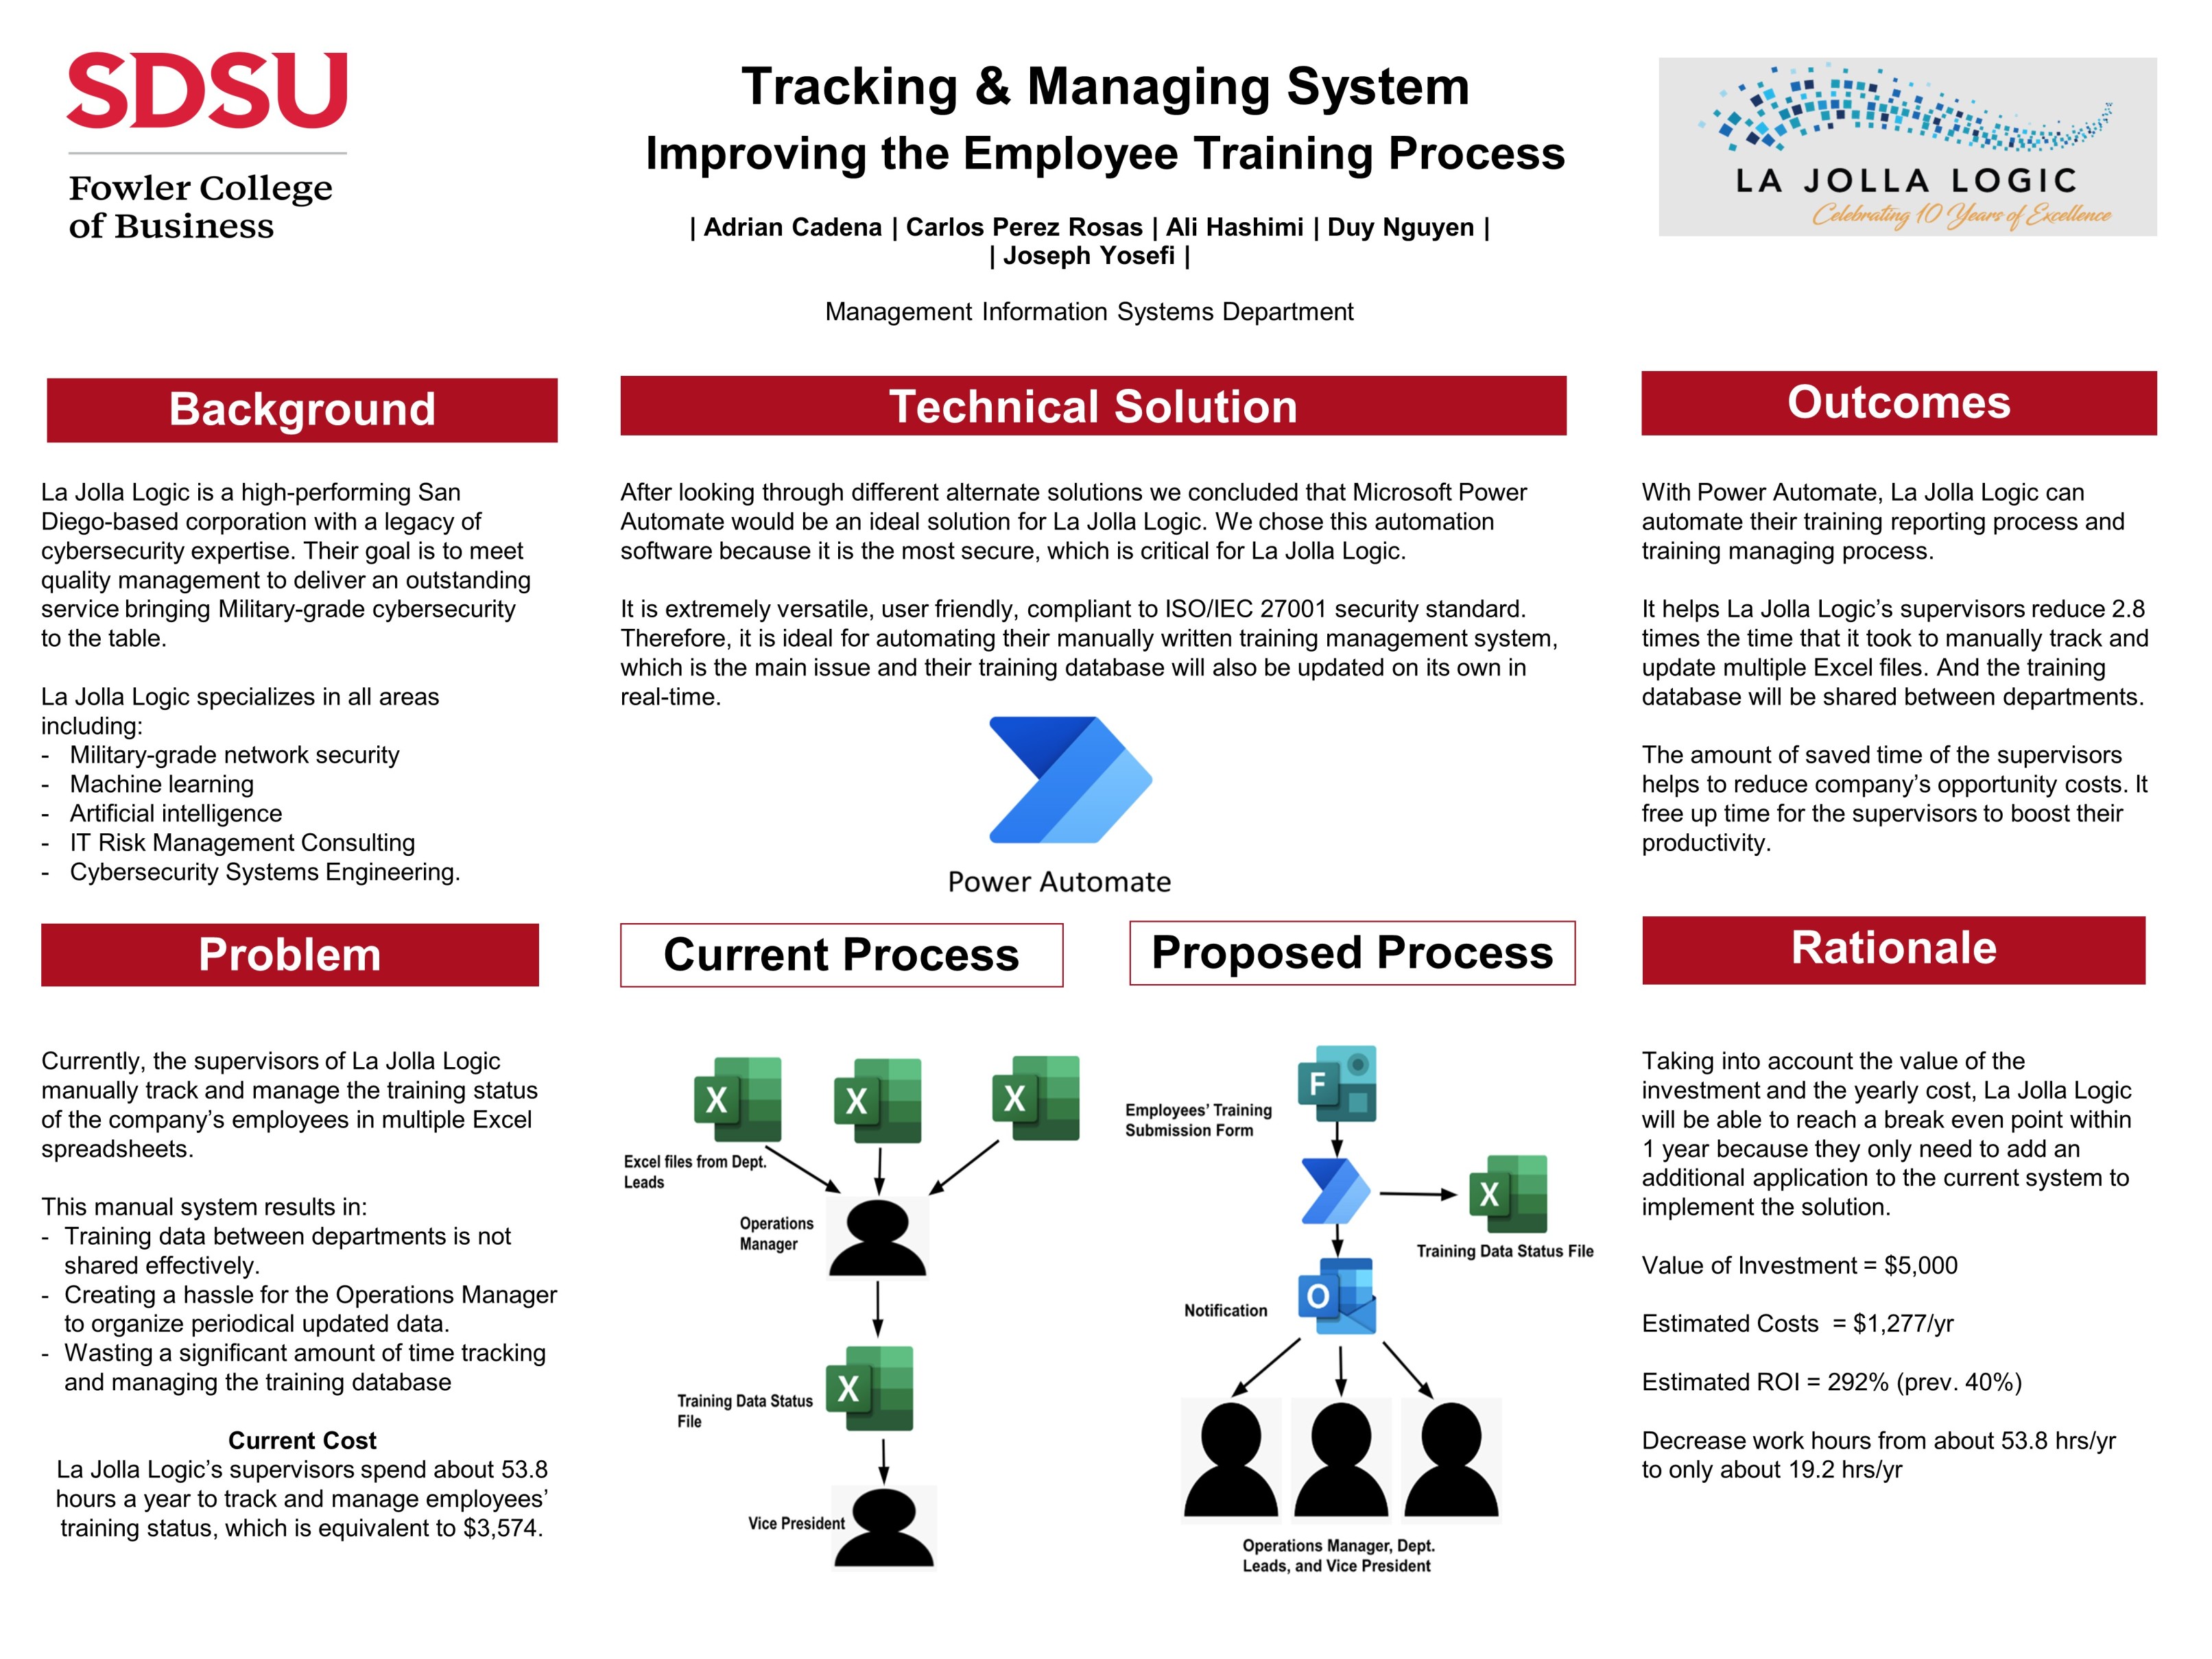 SDSU
Fowler College
of Business
Tracking & Managing System
Improving the Employee Training Process
| Adrian Cadena | Carlos Perez Rosas | Ali Hashimi | Duy Nguyen |
| Joseph Yosefi |
Management Information Systems Department
LA JOLLA LOGIC
Celebrating 10 Years of Excellence
Background
La Jolla Logic is a high-performing San
Diego-based corporation with a legacy of
cybersecurity expertise. Their goal is to meet
quality management to deliver an outstanding
service bringing Military-grade cybersecurity
to the table.
La Jolla Logic specializes in all areas
including:
- Military-grade network security
- Machine learning
- Artificial intelligence
- IT Risk Management Consulting
- Cybersecurity Systems Engineering.
Problem
Currently, the supervisors of La Jolla Logic
manually track and manage the training status
of the company's employees in multiple Excel
spreadsheets.
This manual system results in:
- Training data between departments is not
shared effectively.
- Creating a hassle for the Operations Manager
to organize periodical updated data.
- Wasting a significant amount of time tracking
and managing the training database
Current Cost
La Jolla Logic's supervisors spend about 53.8
hours a year to track and manage employees'
training status, which is equivalent to $3,574.
Technical Solution
After looking through different alternate solutions we concluded that Microsoft Power
Automate would be an ideal solution for La Jolla Logic. We chose this automation
software because it is the most secure, which is critical for La Jolla Logic.
It is extremely versatile, user friendly, compliant to ISO/IEC 27001 security standard.
Therefore, it is ideal for automating their manually written training management system,
which is the main issue and their training database will also be updated on its own in
real-time.
Power Automate
Current Process
X
X
X
Excel files from Dept.
Leads
Operations
Manager
Training Data Status
File
X
Vice President
Proposed Process
F
Employees' Training
Submission Form
X
Training Data Status File
Notification
O
Operations Manager, Dept.
Leads, and Vice President
Outcomes
With Power Automate, La Jolla Logic can
automate their training reporting process and
training managing process.
It helps La Jolla Logic's supervisors reduce 2.8
times the time that it took to manually track and
update multiple Excel files. And the training
database will be shared between departments.
The amount of saved time of the supervisors
helps to reduce company's opportunity costs. It
free up time for the supervisors to boost their
productivity.
Rationale
Taking into account the value of the
investment and the yearly cost, La Jolla Logic
will be able to reach a break even point within
1 year because they only need to add an
additional application to the current system to
implement the solution.
Value of Investment = $5,000
Estimated Costs = $1,277/yr
Estimated ROI = 292% (prev. 40%)
Decrease work hours from about 53.8 hrs/yr
to only about 19.2 hrs/yr